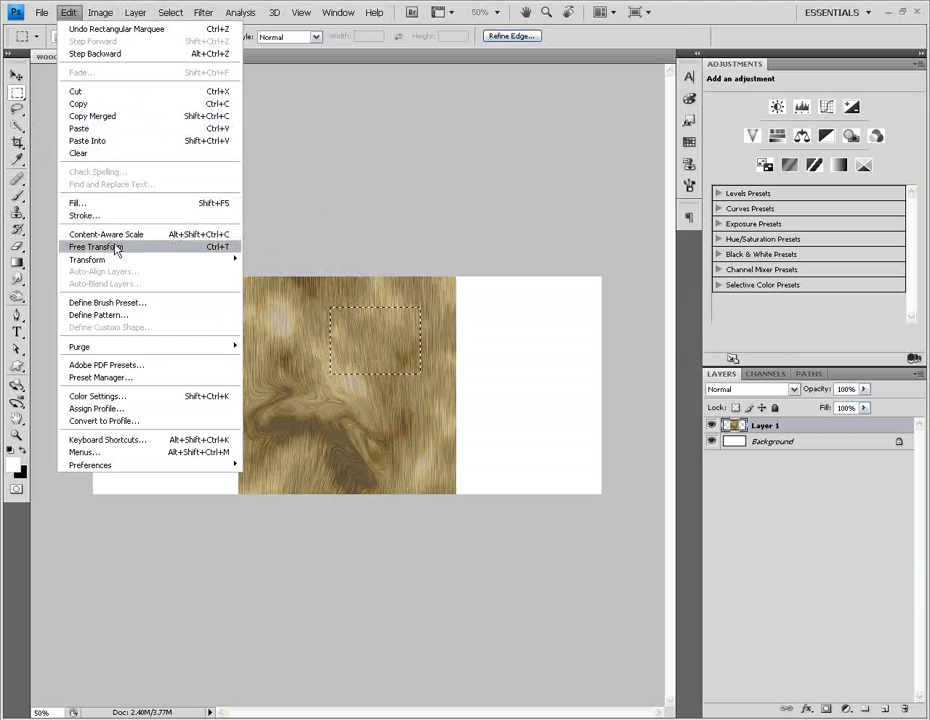 Ps File Edit Image Layer Select Filter Analysis 3D View Window Help Br 50% ESSENTIALS
Normal Width: Height: Refine Edge...
Undo Rectangular Marquee Ctrl+Z
Step Forward Shift+Ctrl+Z
Step Backward Alt+Ctrl+Z
Fade... Shift+Ctrl+F
Cut Ctrl+X
Copy Ctrl+C
Copy Merged Shift+Ctrl+C
Paste Ctrl+V
Paste Into Shift+Ctrl+V
Clear
Check Spelling...
Find and Replace Text...
Fill... Shift+F5
Stroke...
Content-Aware Scale Alt+Shift+Ctrl+C
Free Transform Ctrl+T
Transform
Auto-Align Layers...
Auto-Blend Layers...
Define Brush Preset...
Define Pattern...
Define Custom Shape...
Purge
Adobe PDF Presets...
Preset Manager...
Color Settings... Shift+Ctrl+K
Assign Profile...
Convert to Profile...
Keyboard Shortcuts... Alt+Shift+Ctrl+K
Menus... Alt+Shift+Ctrl+M
Preferences
ADJUSTMENTS
Add an adjustment
Levels Presets
Curves Presets
Exposure Presets
Hue/Saturation Presets
Black & White Presets
Channel Mixer Presets
Selective Color Presets
LAYERS CHANNELS PATHS
Normal Opacity: 100%
Lock: Fill: 100%
Layer 1
Background
50% Doc: 2.40M/3.77M